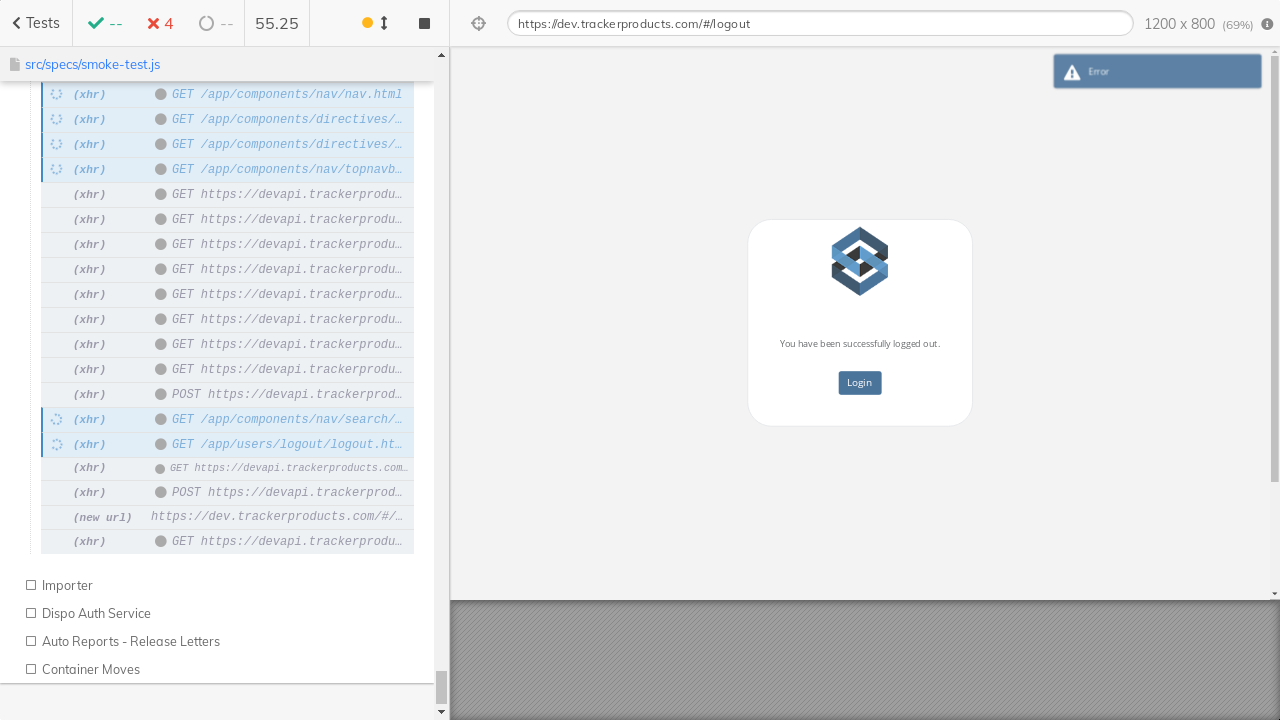 Tests
--
4
--
55.25
https://dev.trackerproducts.com/#/logout
1200 x 800 (69%)
src/specs/smoke-test.js
Error
(xhr) GET /app/components/nav/nav.html
(xhr) GET /app/components/directives/…
(xhr) GET /app/components/directives/…
(xhr) GET /app/components/nav/topnavb…
(xhr) GET https://devapi.trackerprodu…
(xhr) GET https://devapi.trackerprodu…
(xhr) GET https://devapi.trackerprodu…
(xhr) GET https://devapi.trackerprodu…
(xhr) GET https://devapi.trackerprodu…
(xhr) GET https://devapi.trackerprodu…
(xhr) GET https://devapi.trackerprodu…
(xhr) GET https://devapi.trackerprodu…
(xhr) POST https://devapi.trackerprod…
(xhr) GET /app/components/nav/search/…
(xhr) GET /app/users/logout/logout.ht…
(xhr) GET https://devapi.trackerproducts.com…
(xhr) POST https://devapi.trackerprod…
(new url) https://dev.trackerproducts.com/#/…
(xhr) GET https://devapi.trackerprodu…
You have been successfully logged out.
Login
Importer
Dispo Auth Service
Auto Reports - Release Letters
Container Moves